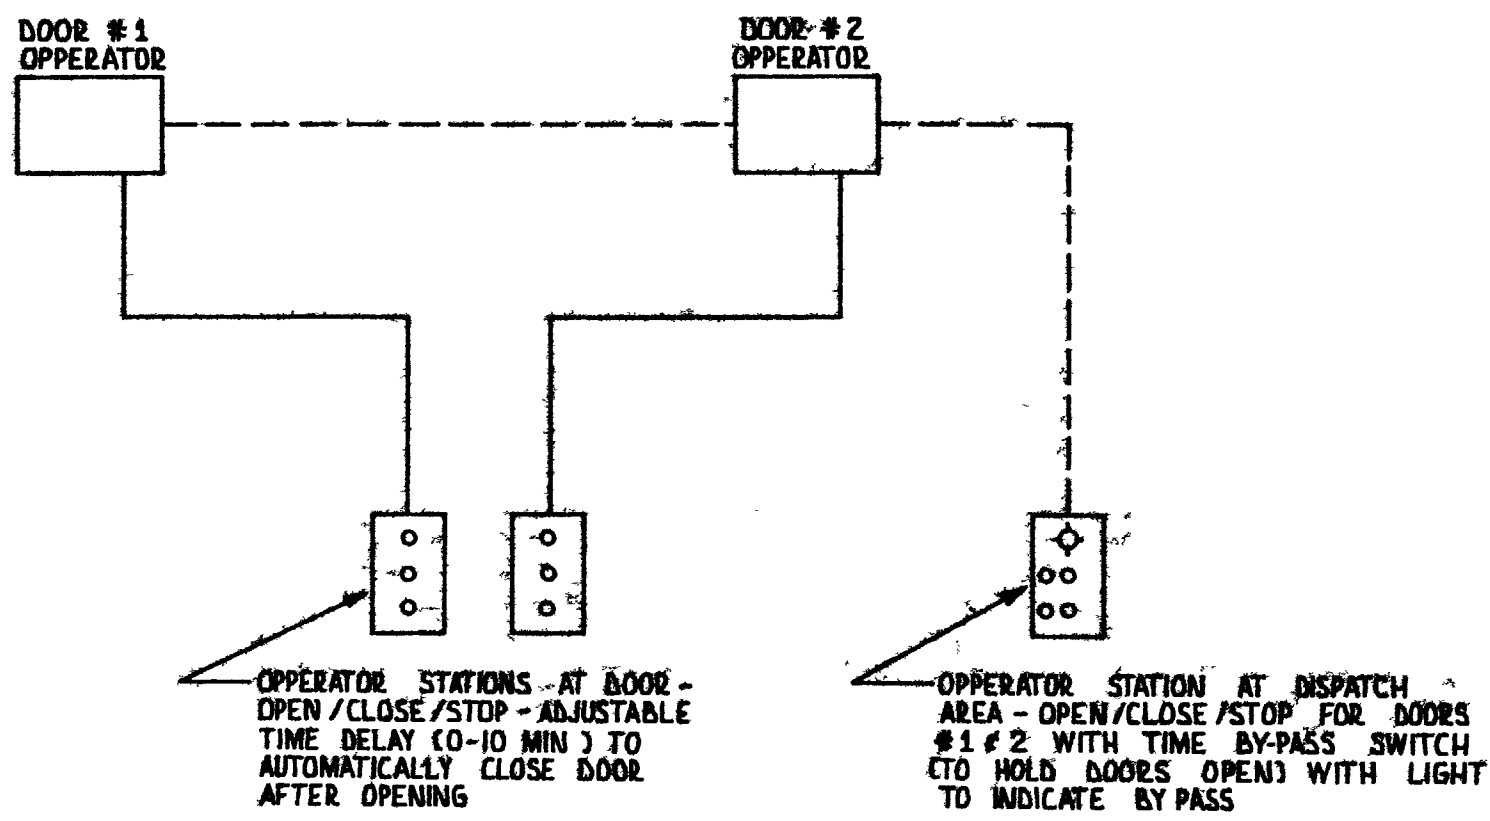 DOOR #1
OPPERATOR
DOOR #2
OPPERATOR
OPPERATOR STATIONS AT DOOR -
OPEN/CLOSE/STOP - ADJUSTABLE
TIME DELAY (0-10 MIN) TO
AUTOMATICALLY CLOSE DOOR
AFTER OPENING
OPPERATOR STATION AT DISPATCH
AREA - OPEN/CLOSE/STOP FOR DOORS
#1 & 2 WITH TIME BY-PASS SWITCH
(TO HOLD DOORS OPEN) WITH LIGHT
TO INDICATE BY PASS